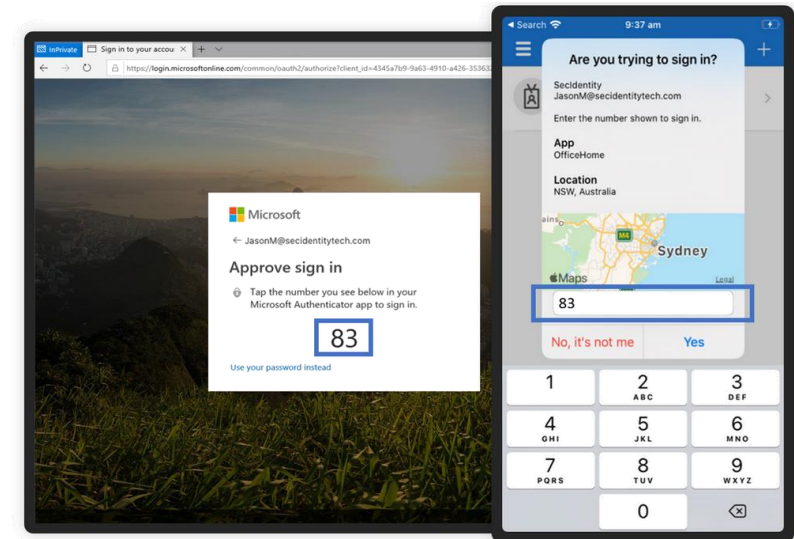 InPrivate
Sign in to your accou
https://login.microsoftonline.com/common/oauth2/authorize?client_id=4345a7b9-9a63-4910-a426-35363
Microsoft
← JasonM@secidentitytech.com
Approve sign in
Tap the number you see below in your
Microsoft Authenticator app to sign in.
83
Use your password instead
Search
9:37 am
Are you trying to sign in?
SecIdentity
JasonM@secidentitytech.com
Enter the number shown to sign in.
App
OfficeHome
Location
NSW, Australia
ains
M4
Sydney
Maps
Legal
83
No, it's not me Yes
1 2 3
ABC DEF
4 5 6
GHI JKL MNO
7 8 9
PQRS TUV WXYZ
0